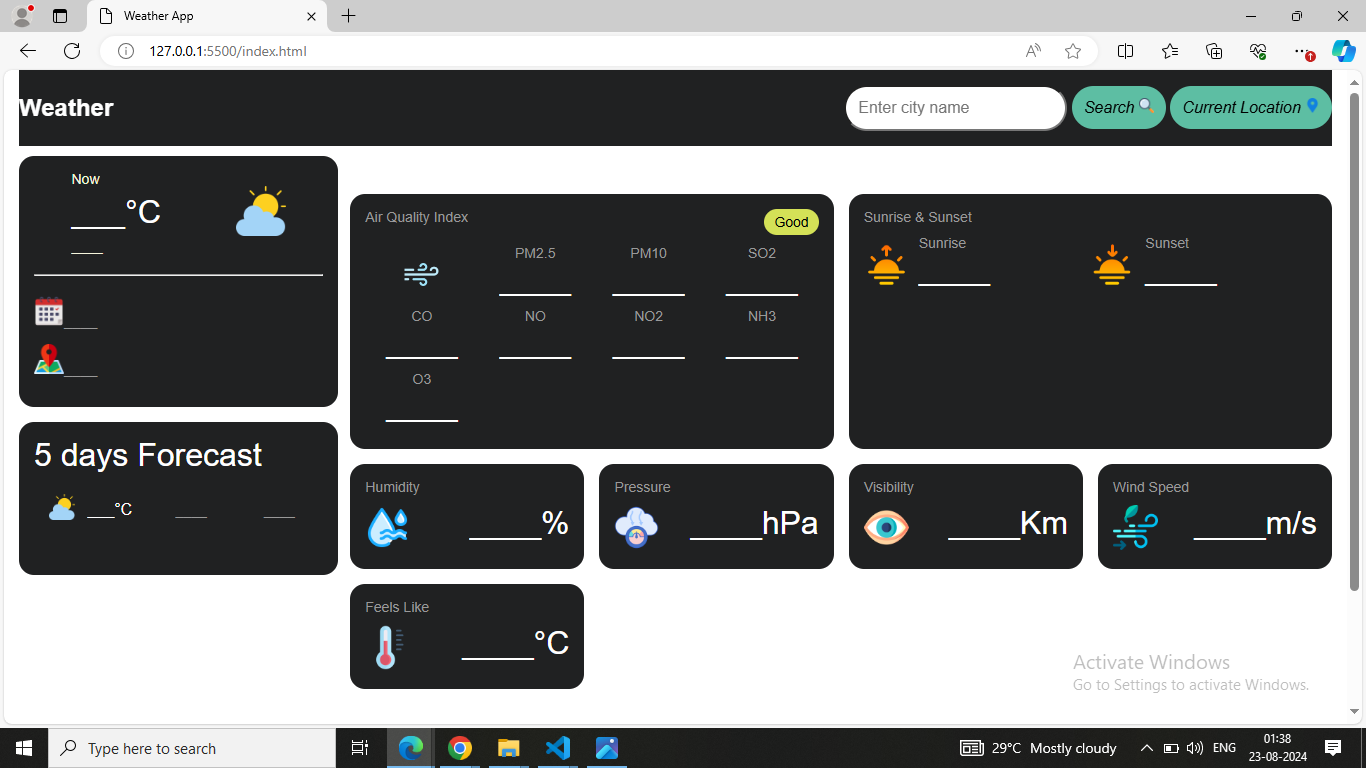 Weather App
127.0.0.1:5500/index.html
Weather
Enter city name
Search
Current Location
Now
_____°C
____
____
____
5 days Forecast
___°C ____ ____
Air Quality Index
Good
PM2.5 PM10 SO2
CO NO NO2 NH3
O3
Sunrise & Sunset
Sunrise
Sunset
Humidity
_____%
Pressure
_____hPa
Visibility
_____Km
Wind Speed
_____m/s
Feels Like
_____°C
Activate Windows
Go to Settings to activate Windows.
Type here to search
29°C Mostly cloudy
ENG
01:38
23-08-2024